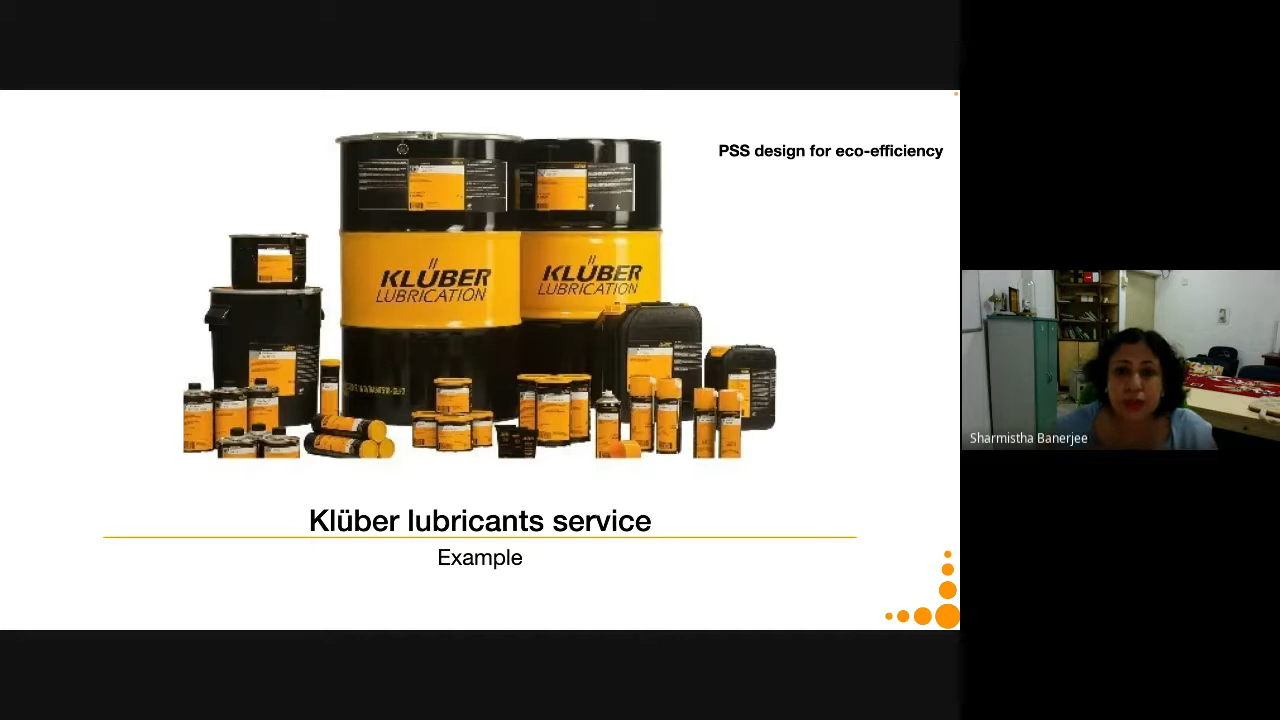 PSS design for eco-efficiency
KLÜBER
LUBRICATION
KLÜBER
LUBRICATION
Klüber lubricants service
Example
Sharmistha Banerjee